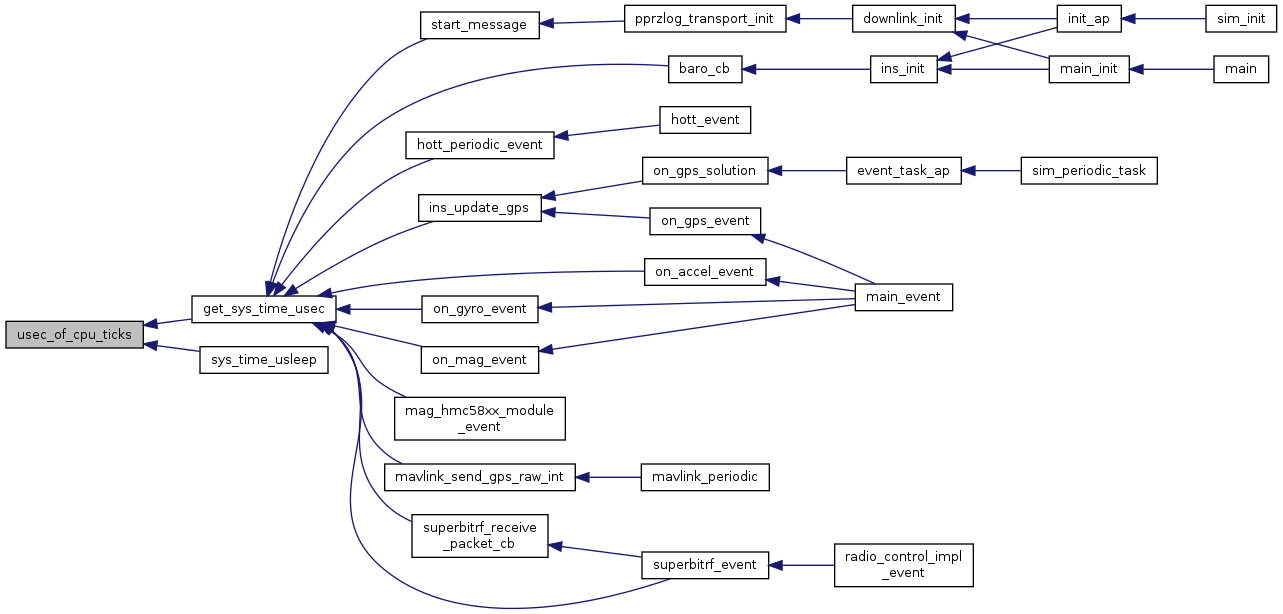 start_message
pprzlog_transport_init
downlink_init
init_ap
sim_init
baro_cb
ins_init
main_init
main
hott_event
hott_periodic_event
on_gps_solution
event_task_ap
sim_periodic_task
ins_update_gps
on_gps_event
on_accel_event
main_event
get_sys_time_usec
on_gyro_event
usec_of_cpu_ticks
sys_time_usleep
on_mag_event
mag_hmc58xx_module
_event
mavlink_send_gps_raw_int
mavlink_periodic
superbitrf_receive
_packet_cb
superbitrf_event
radio_control_impl
_event